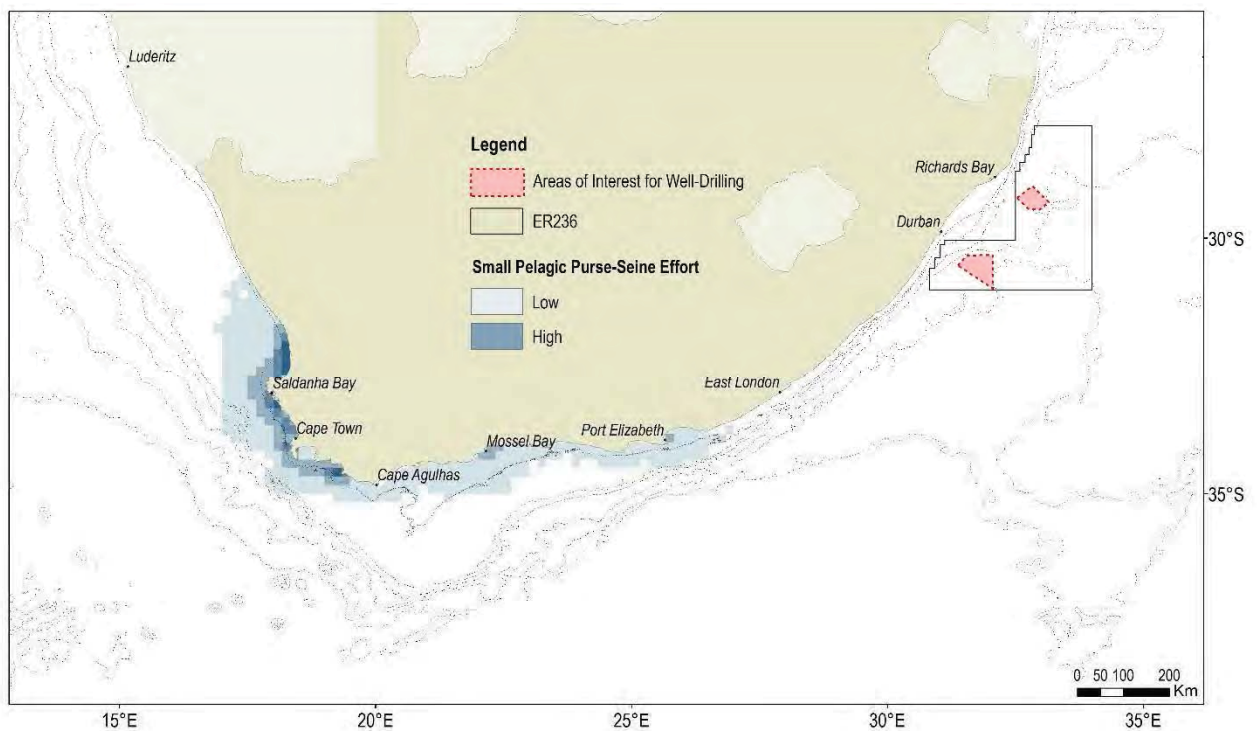 Luderitz
Legend
Areas of Interest for Well-Drilling
ER236
Small Pelagic Purse-Seine Effort
Low
High
Richards Bay
Durban
30°S
Saldanha Bay
Cape Town
East London
Port Elizabeth
Mossel Bay
Cape Agulhas
35°S
0 50 100 200
Km
15°E 20°E 25°E 30°E 35°E